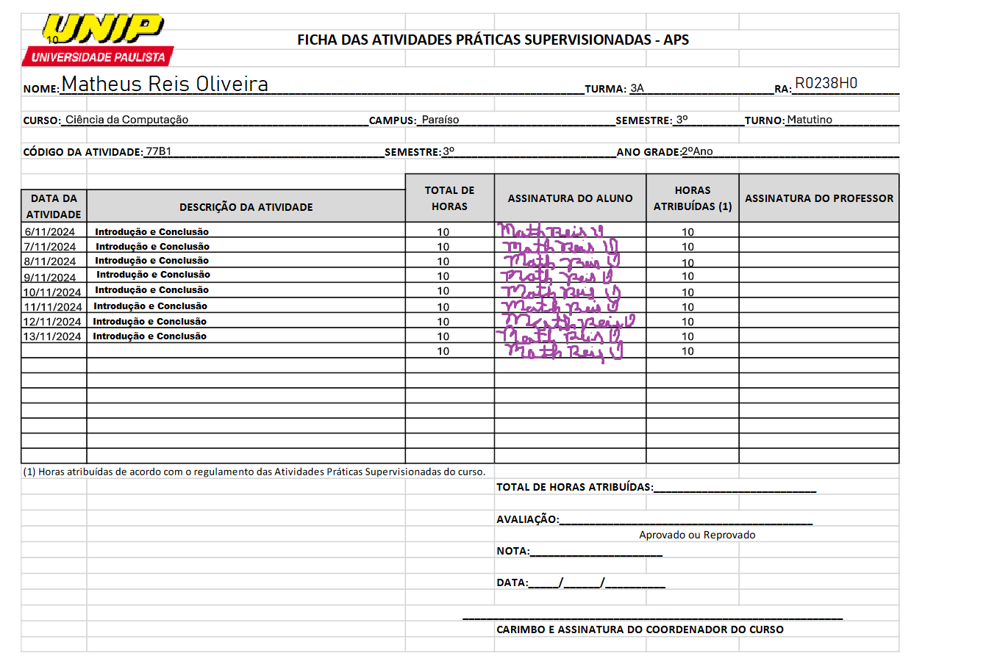 UNIP
10
UNIVERSIDADE PAULISTA
FICHA DAS ATIVIDADES PRÁTICAS SUPERVISIONADAS - APS
NOME: Matheus Reis Oliveira TURMA: 3A RA: R0238H0
CURSO: Ciência da Computação CAMPUS: Paraíso SEMESTRE: 3º TURNO: Matutino
CÓDIGO DA ATIVIDADE: 77B1 SEMESTRE: 3º ANO GRADE: 2ºAno
DATA DA ATIVIDADE DESCRIÇÃO DA ATIVIDADE TOTAL DE HORAS ASSINATURA DO ALUNO HORAS ATRIBUÍDAS (1) ASSINATURA DO PROFESSOR
6/11/2024 Introdução e Conclusão 10 Math Reis O 10
7/11/2024 Introdução e Conclusão 10 Math Reis O 10
8/11/2024 Introdução e Conclusão 10 Math Reis O 10
9/11/2024 Introdução e Conclusão 10 Math Reis O 10
10/11/2024 Introdução e Conclusão 10 Math Reis O 10
11/11/2024 Introdução e Conclusão 10 Math Reis O 10
12/11/2024 Introdução e Conclusão 10 Math Reis O 10
13/11/2024 Introdução e Conclusão 10 Math Reis O 10
10 Math Reis O 10
(1) Horas atribuídas de acordo com o regulamento das Atividades Práticas Supervisionadas do curso.
TOTAL DE HORAS ATRIBUÍDAS:
AVALIAÇÃO:
Aprovado ou Reprovado
NOTA:
DATA:_____/______/__________
CARIMBO E ASSINATURA DO COORDENADOR DO CURSO